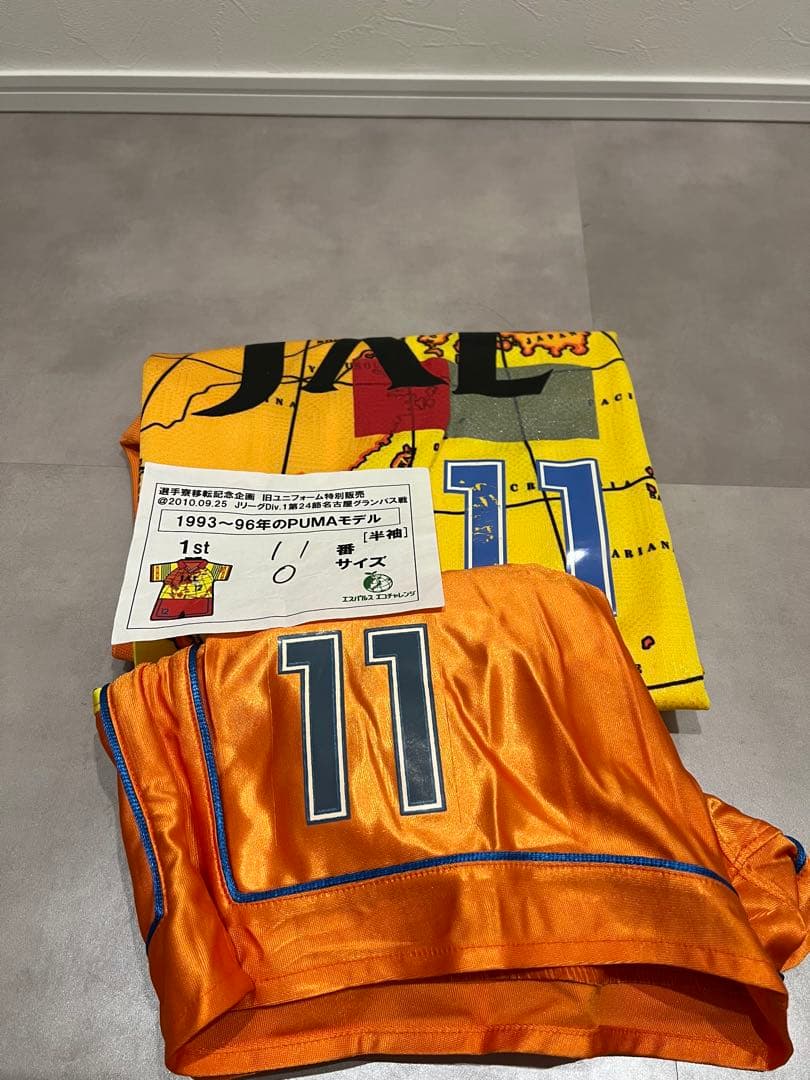 JAL
INA
PACI
11
ARIAN
選手寮移転記念企画 旧ユニフォーム特別販売
@2010.09.25 JリーグDiv.1第24節名古屋グランパス戦
1993～96年のPUMAモデル
[半袖]
1st 11 番
0 サイズ
エスパルス エコチャレンジ
11